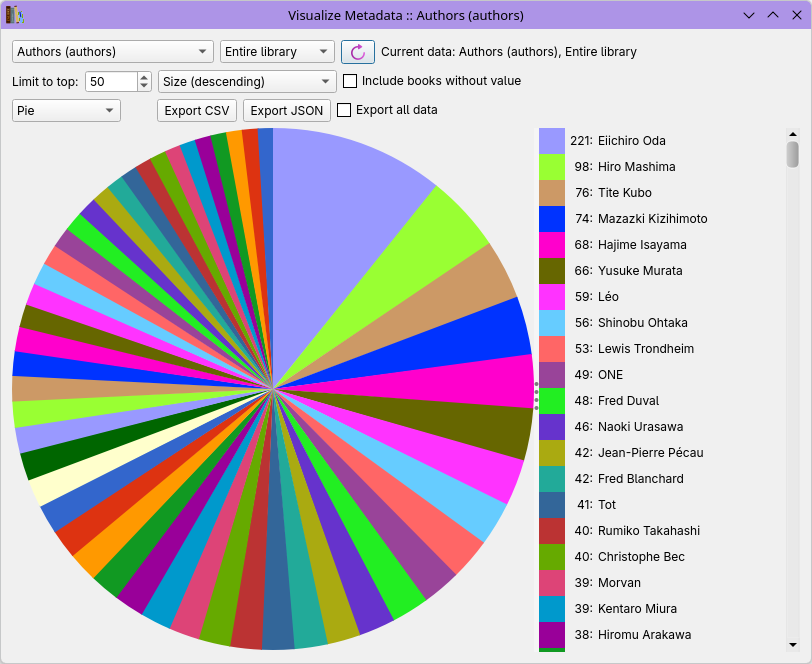 Visualize Metadata :: Authors (authors)
Authors (authors) Entire library Current data: Authors (authors), Entire library
Limit to top: 50 Size (descending) Include books without value
Pie Export CSV Export JSON Export all data
221: Eiichiro Oda
98: Hiro Mashima
76: Tite Kubo
74: Mazazki Kizihimoto
68: Hajime Isayama
66: Yusuke Murata
59: Léo
56: Shinobu Ohtaka
53: Lewis Trondheim
49: ONE
48: Fred Duval
46: Naoki Urasawa
42: Jean-Pierre Pécau
42: Fred Blanchard
41: Tot
40: Rumiko Takahashi
40: Christophe Bec
39: Morvan
39: Kentaro Miura
38: Hiromu Arakawa